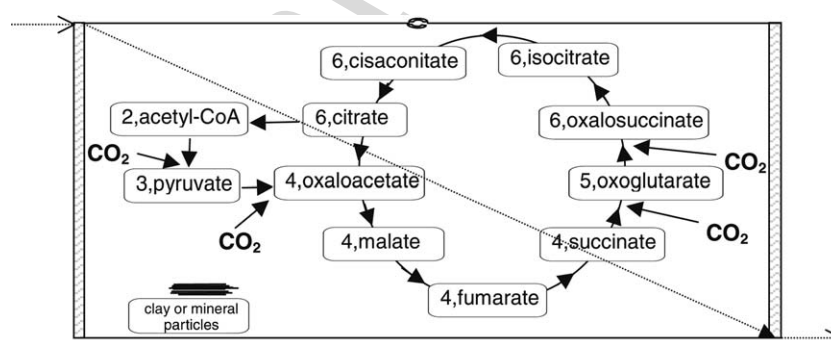 6,cisaconitate
6,isocitrate
2,acetyl-CoA
6,citrate
6,oxalosuccinate
CO₂
CO₂
3,pyruvate
4,oxaloacetate
5,oxoglutarate
CO₂
4,malate
4,succinate
CO₂
4,fumarate
clay or mineral
particles